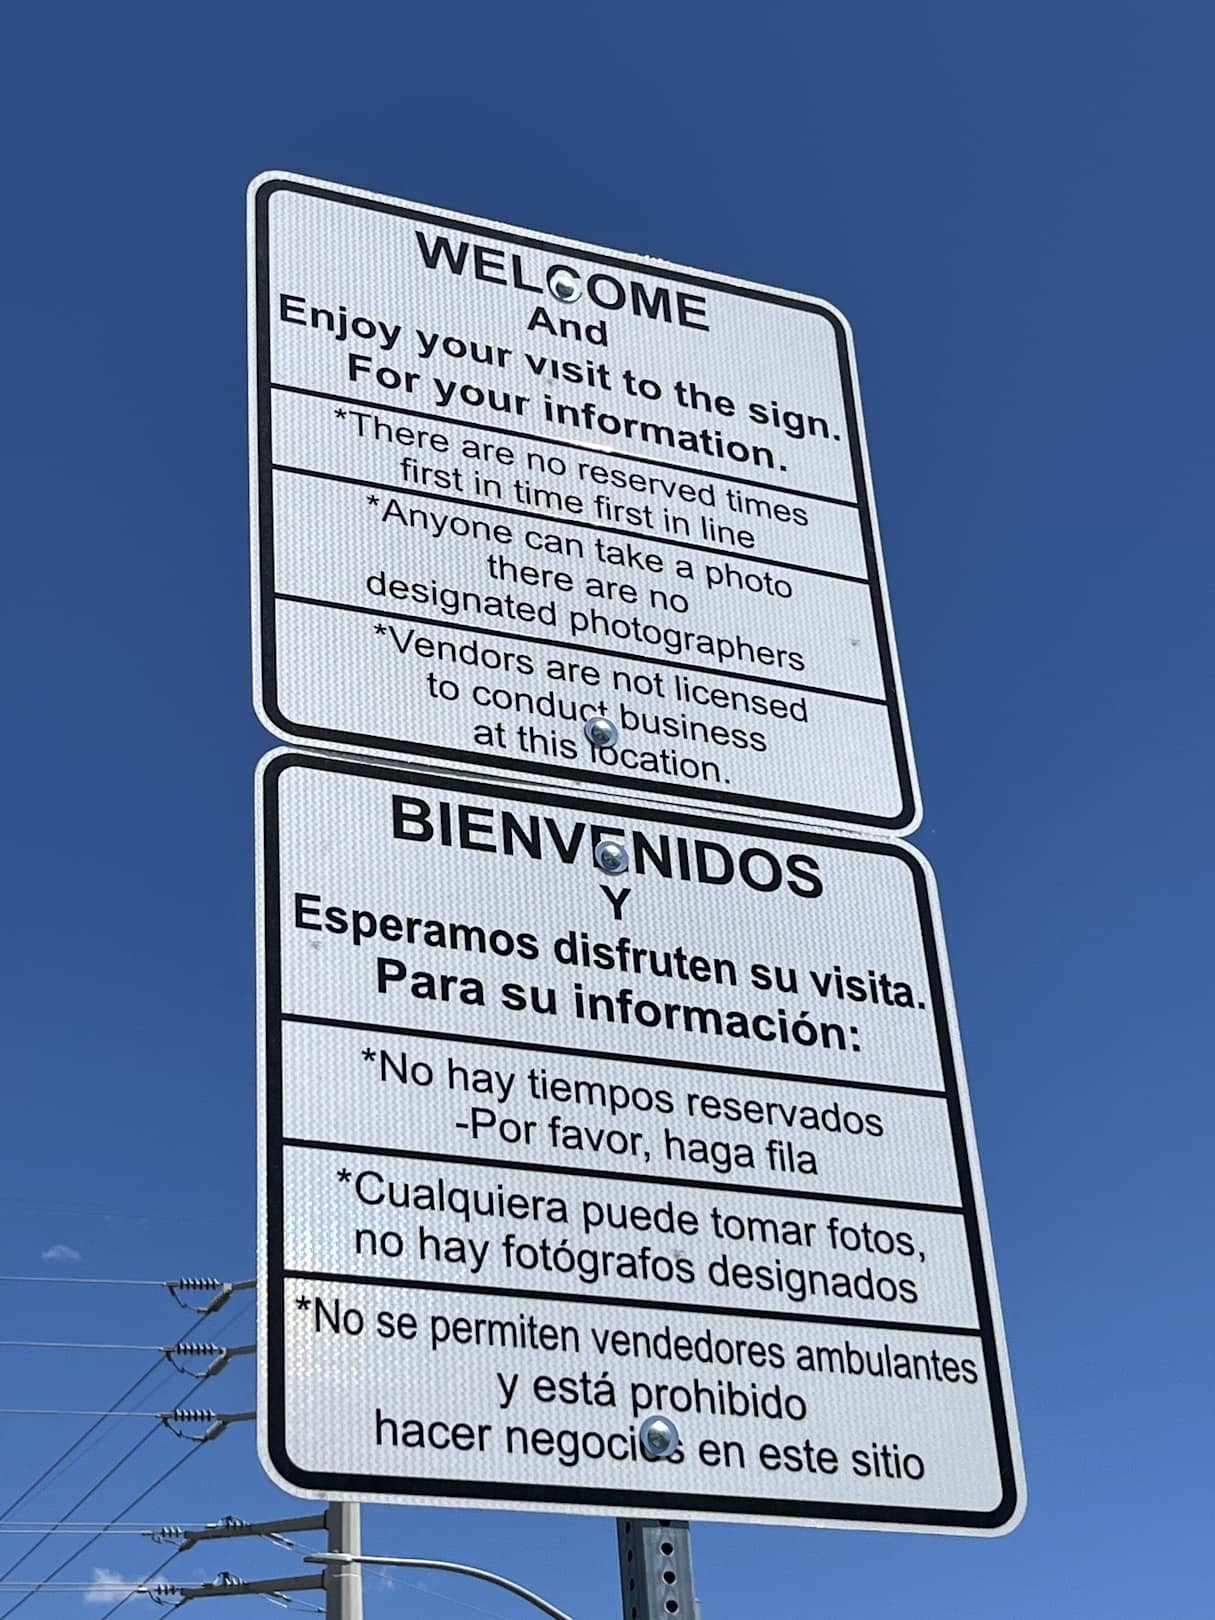 WELCOME
And
Enjoy your visit to the sign.
For your information.
*There are no reserved times
first in time first in line
*Anyone can take a photo
there are no
designated photographers
*Vendors are not licensed
to conduct business
at this location.
BIENVENIDOS
Y
Esperamos disfruten su visita.
Para su información:
*No hay tiempos reservados
-Por favor, haga fila
*Cualquiera puede tomar fotos,
no hay fotógrafos designados
*No se permiten vendedores ambulantes
y está prohibido
hacer negocios en este sitio